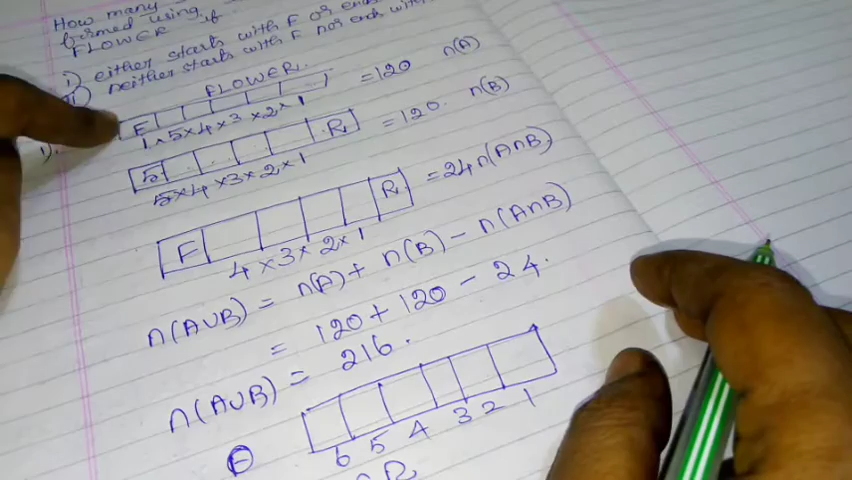 How many
formed using
FLOWER if
i) either starts with F or ends
ii) neither starts with F nor ends with
FLOWER.
i). F = 120 n(A)
1 × 5 × 4 × 3 × 2 × 1
5 R = 120. n(B)
5 × 4 × 3 × 2 × 1
F R = 24 n(A∩B)
4 × 3 × 2 × 1
n(A∪B) = n(A) + n(B) - n(A∩B)
= 120 + 120 - 24.
n(A∪B) = 216.
F 6 5 4 3 2 1
R